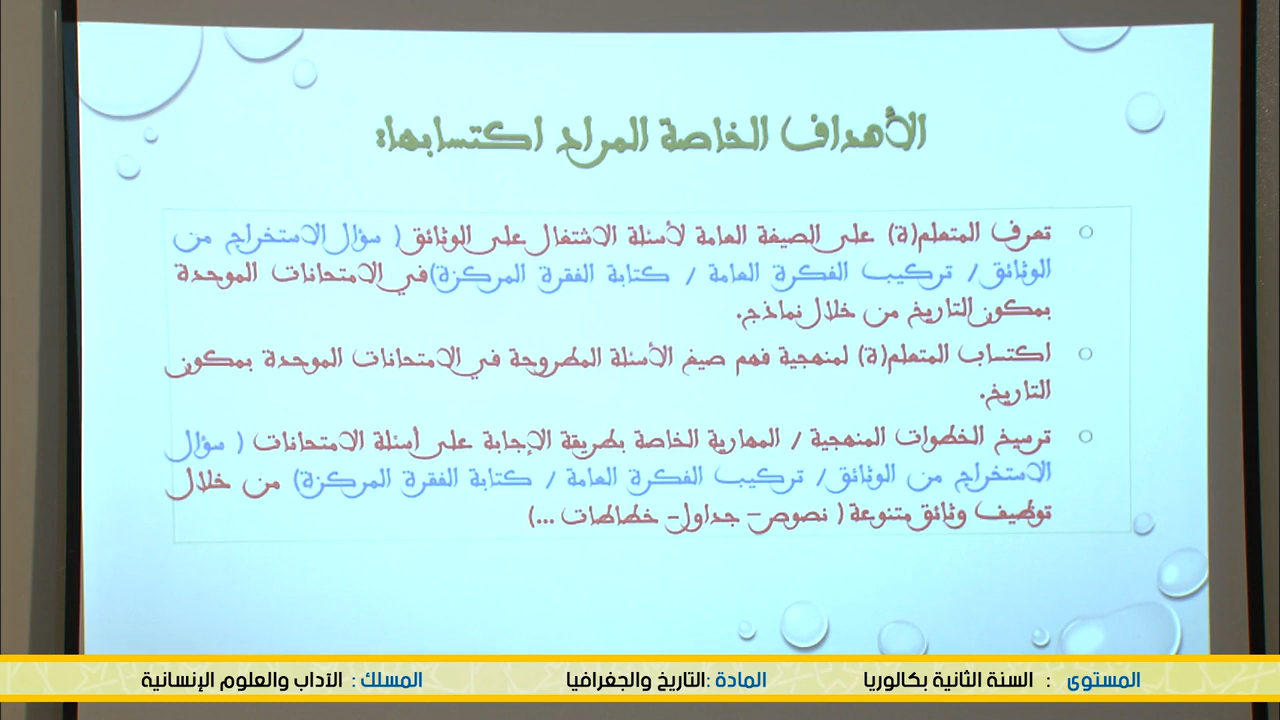 الأهداف الخاصة المراد اكتسابها:
تعرف المتعلم(ة) على الصيغة العامة لأسئلة الاشتغال على الوثائق( سؤال الاستخراج من
الوثائق/ تركيب الفكرة العامة / كتابة الفقرة المركزة)في الامتحانات الموحدة
بمكون التاريخ من خلال نماذج.
اكتساب المتعلم(ة) لمنهجية فهم صيغ الأسئلة المطروحة في الامتحانات الموحدة بمكون
التاريخ.
ترسيخ الخطوات المنهجية / المهارية الخاصة بطريقة الإجابة على أسئلة الامتحانات ( سؤال
الاستخراج من الوثائق/ تركيب الفكرة العامة / كتابة الفقرة المركزة) من خلال
توظيف وثائق متنوعة ( نصوص– جداول– خطاطات ...)
المستوى : السنة الثانية بكالوريا المادة :التاريخ والجغرافيا المسلك : الآداب والعلوم الإنسانية